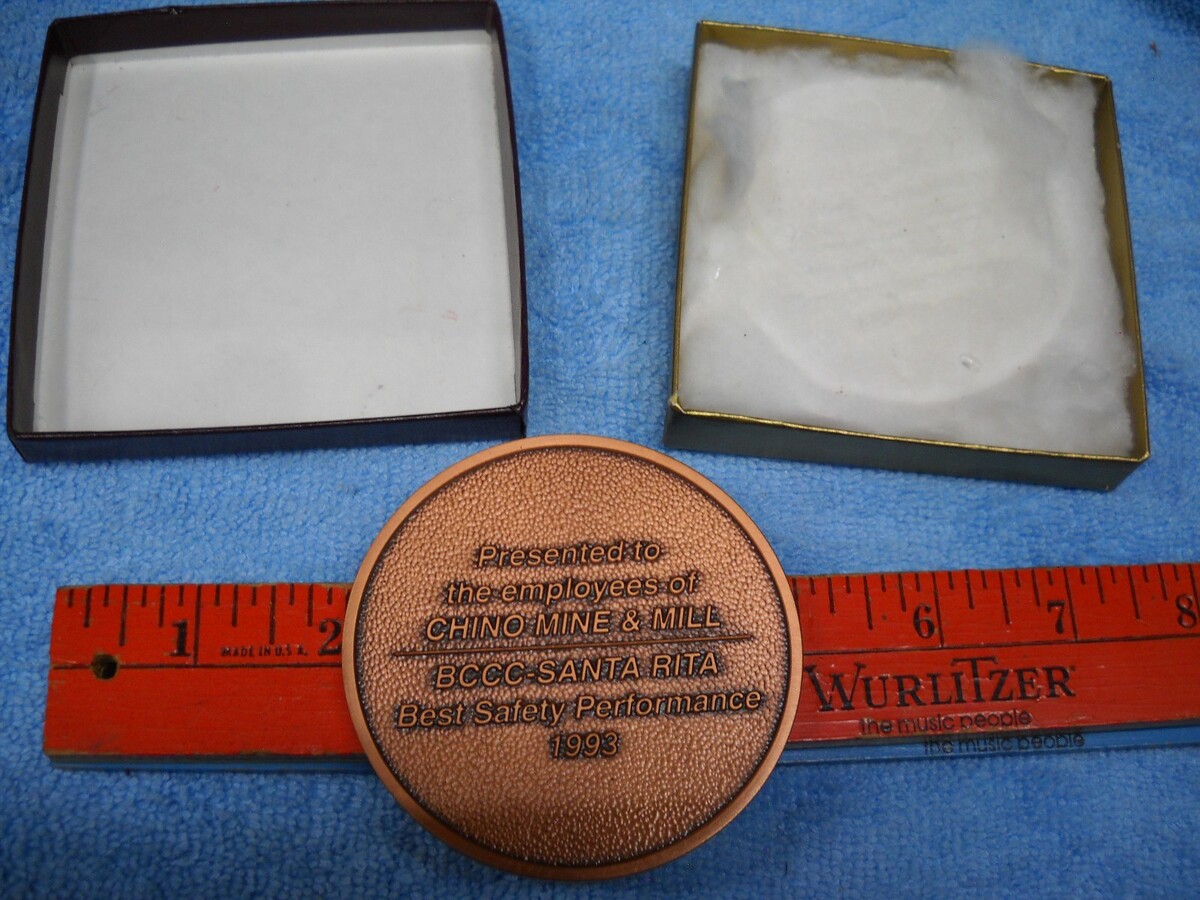 Presented to
the employees of
CHINO MINE & MILL
BCCC-SANTA RITA
Best Safety Performance
1993
1 2 6 7 8
MADE IN U.S.A.
WURLITZER
the music people
the music people